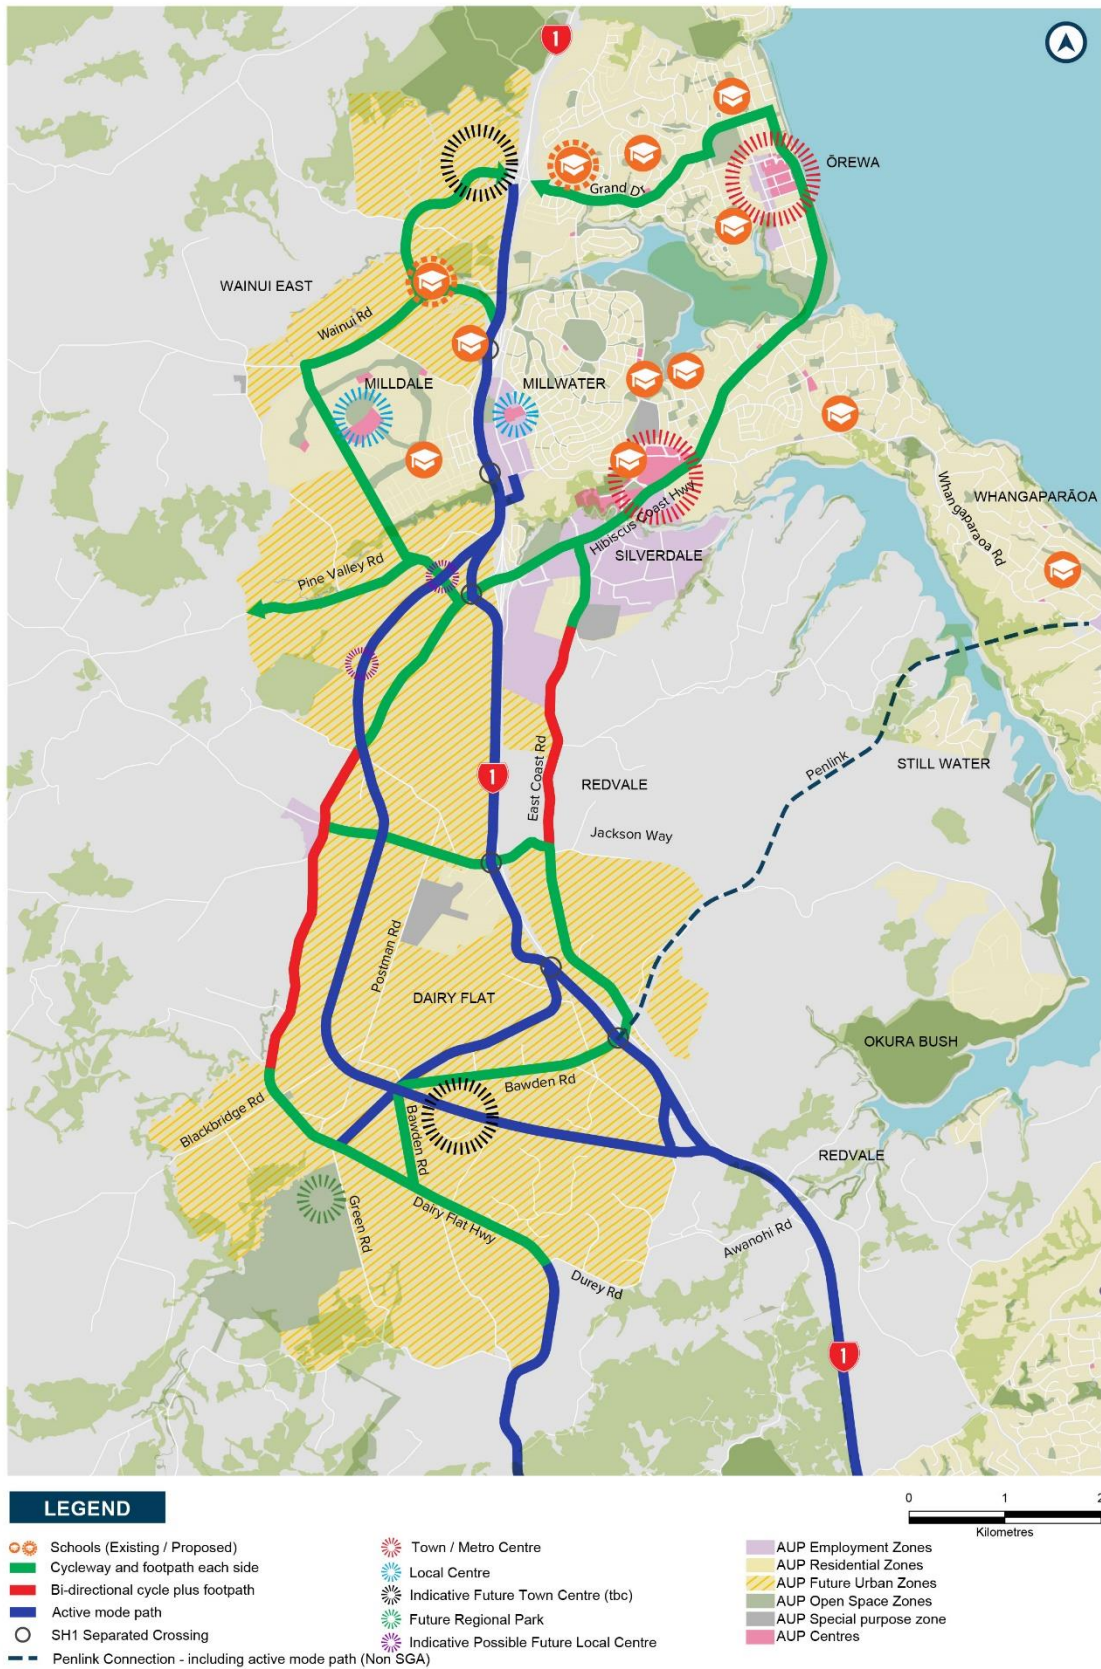 1
ŌREWA
Grand Dr
WAINUI EAST
Wainui Rd
MILLDALE
MILLWATER
Whangaparaoa Rd
WHANGAPARĀOA
Hibiscus Coast Hwy
SILVERDALE
Pine Valley Rd
STILL WATER
Penlink
1
East Coast Rd
REDVALE
Jackson Way
Postman Rd
DAIRY FLAT
OKURA BUSH
Bawden Rd
Blackbridge Rd
Bawden Rd
REDVALE
Green Rd
Dairy Flat Hwy
Awanohi Rd
Durey Rd
1
LEGEND
0 1 2
Kilometres
Schools (Existing / Proposed)
Cycleway and footpath each side
Bi-directional cycle plus footpath
Active mode path
SH1 Separated Crossing
Penlink Connection - including active mode path (Non SGA)
Town / Metro Centre
Local Centre
Indicative Future Town Centre (tbc)
Future Regional Park
Indicative Possible Future Local Centre
AUP Employment Zones
AUP Residential Zones
AUP Future Urban Zones
AUP Open Space Zones
AUP Special purpose zone
AUP Centres